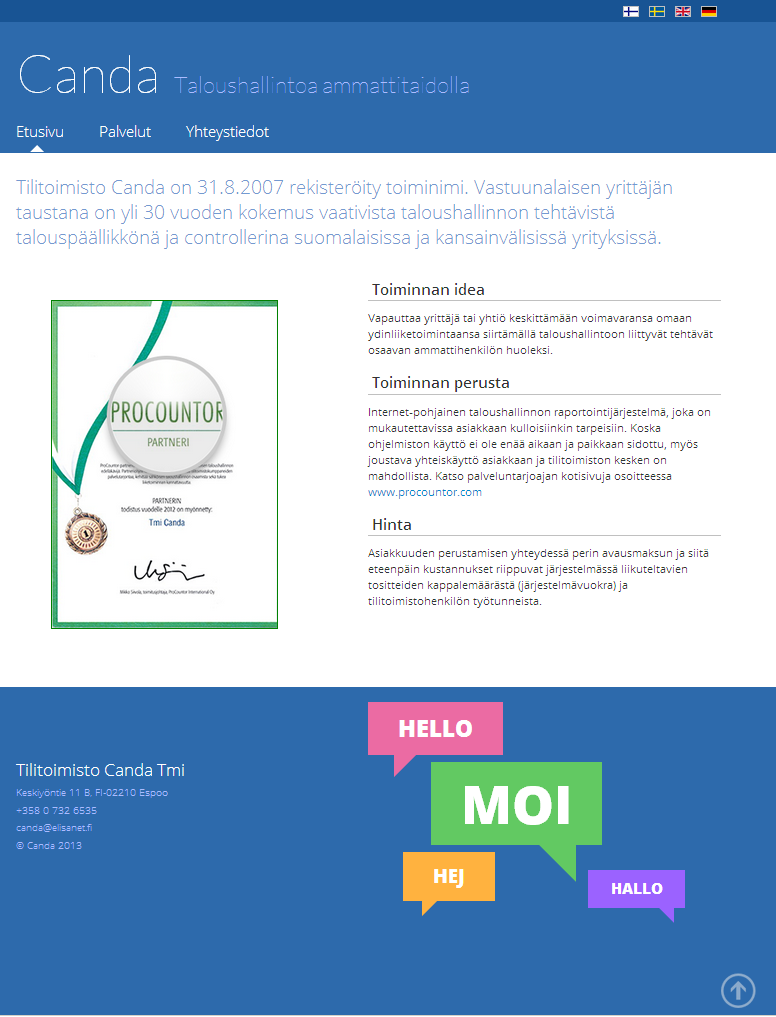 Canda Taloushallintoa ammattitaidolla
Etusivu Palvelut Yhteystiedot
Tilitoimisto Canda on 31.8.2007 rekisteröity toiminimi. Vastuunalaisen yrittäjän
taustana on yli 30 vuoden kokemus vaativista taloushallinnon tehtävistä
talouspäällikkönä ja controllerina suomalaisissa ja kansainvälisissä yrityksissä.
PROCOUNTOR
PARTNERI
PARTNERIN
todistus vuodelle 2012 on myönnetty:
Tmi Canda
Toiminnan idea
Vapauttaa yrittäjä tai yhtiö keskittämään voimavaransa omaan
ydinliiketoimintaansa siirtämällä taloushallintoon liittyvät tehtävät
osaavan ammattihenkilön huoleksi.
Toiminnan perusta
Internet-pohjainen taloushallinnon raportointijärjestelmä, joka on
mukautettavissa asiakkaan kulloisiinkin tarpeisiin. Koska
ohjelmiston käyttö ei ole enää aikaan ja paikkaan sidottu, myös
joustava yhteiskäyttö asiakkaan ja tilitoimiston kesken on
mahdollista. Katso palveluntarjoajan kotisivuja osoitteessa
www.procountor.com
Hinta
Asiakkuuden perustamisen yhteydessä perin avausmaksun ja siitä
eteenpäin kustannukset riippuvat järjestelmässä liikuteltavien
tositteiden kappalemäärästä (järjestelmävuokra) ja
tilitoimistohenkilön työtunneista.
Tilitoimisto Canda Tmi
Keskiyöntie 11 B, FI-02210 Espoo
+358 0 732 6535
canda@elisanet.fi
© Canda 2013
HELLO
MOI
HEJ
HALLO